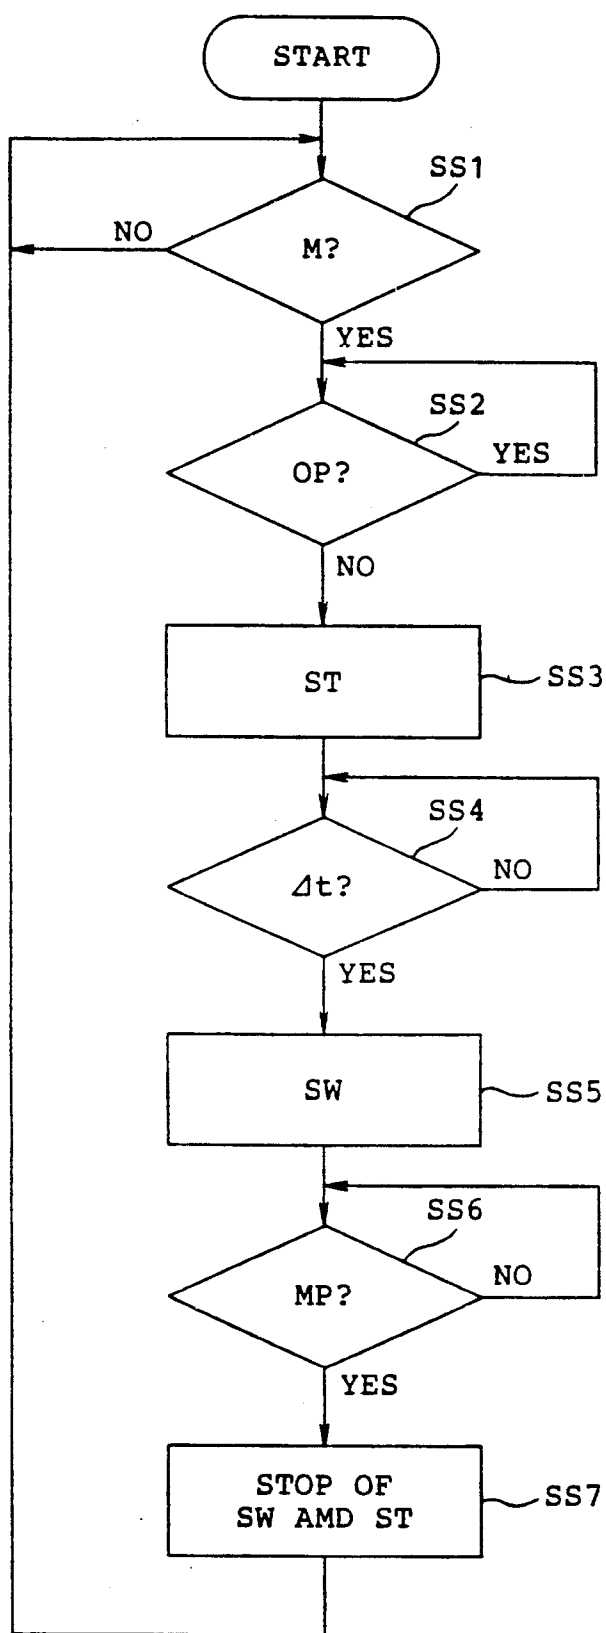 START
SS1
NO
M?
YES
SS2
OP?
YES
NO
ST
SS3
SS4
Δt?
NO
YES
SW
SS5
SS6
MP?
NO
YES
STOP OF
SW AMD ST
SS7